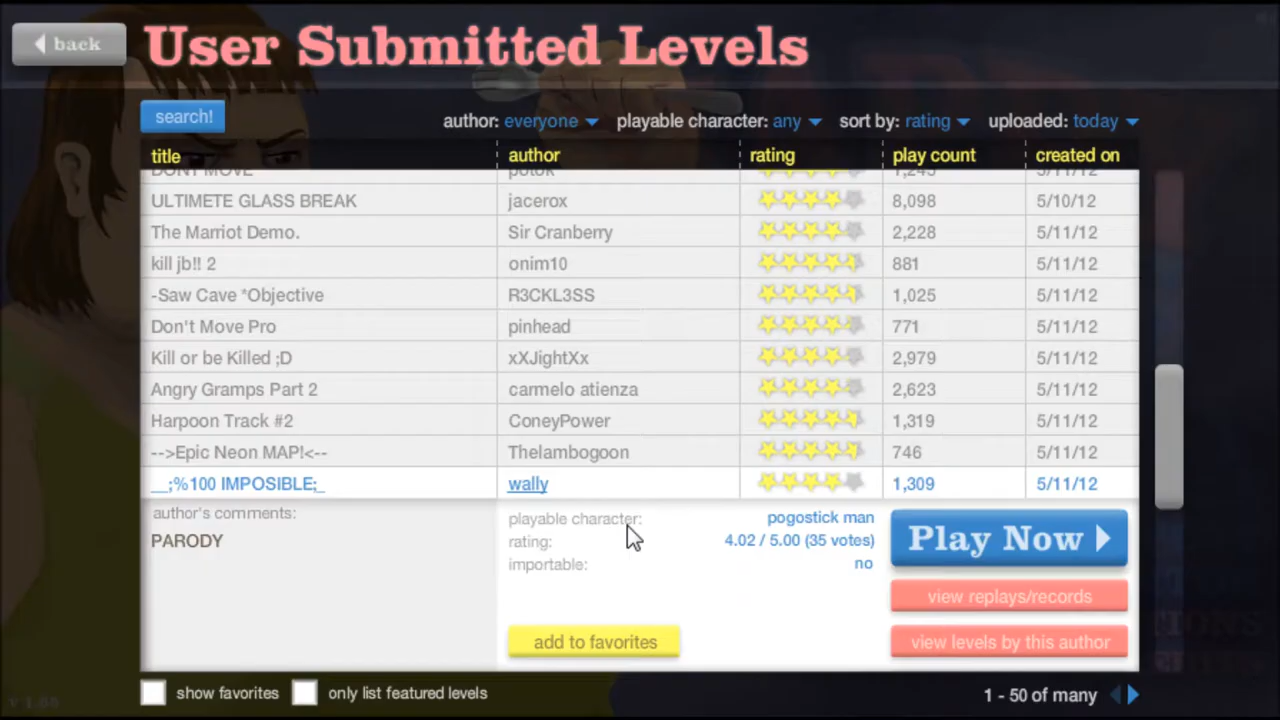 back
User Submitted Levels
search!
author: everyone playable character: any sort by: rating uploaded: today
title author rating play count created on
DONT MOVE potok 1,245 5/11/12
ULTIMETE GLASS BREAK jacerox 8,098 5/10/12
The Marriot Demo. Sir Cranberry 2,228 5/11/12
kill jb!! 2 onim10 881 5/11/12
-Saw Cave *Objective R3CKL3SS 1,025 5/11/12
Don't Move Pro pinhead 771 5/11/12
Kill or be Killed ;D xXJightXx 2,979 5/11/12
Angry Gramps Part 2 carmelo atienza 2,623 5/11/12
Harpoon Track #2 ConeyPower 1,319 5/11/12
-->Epic Neon MAP!<-- Thelambogoon 746 5/11/12
__;%100 IMPOSIBLE;_ wally 1,309 5/11/12
author's comments:
PARODY
playable character: pogostick man
rating: 4.02 / 5.00 (35 votes)
importable: no
add to favorites
Play Now
view replays/records
view levels by this author
show favorites only list featured levels
1 - 50 of many